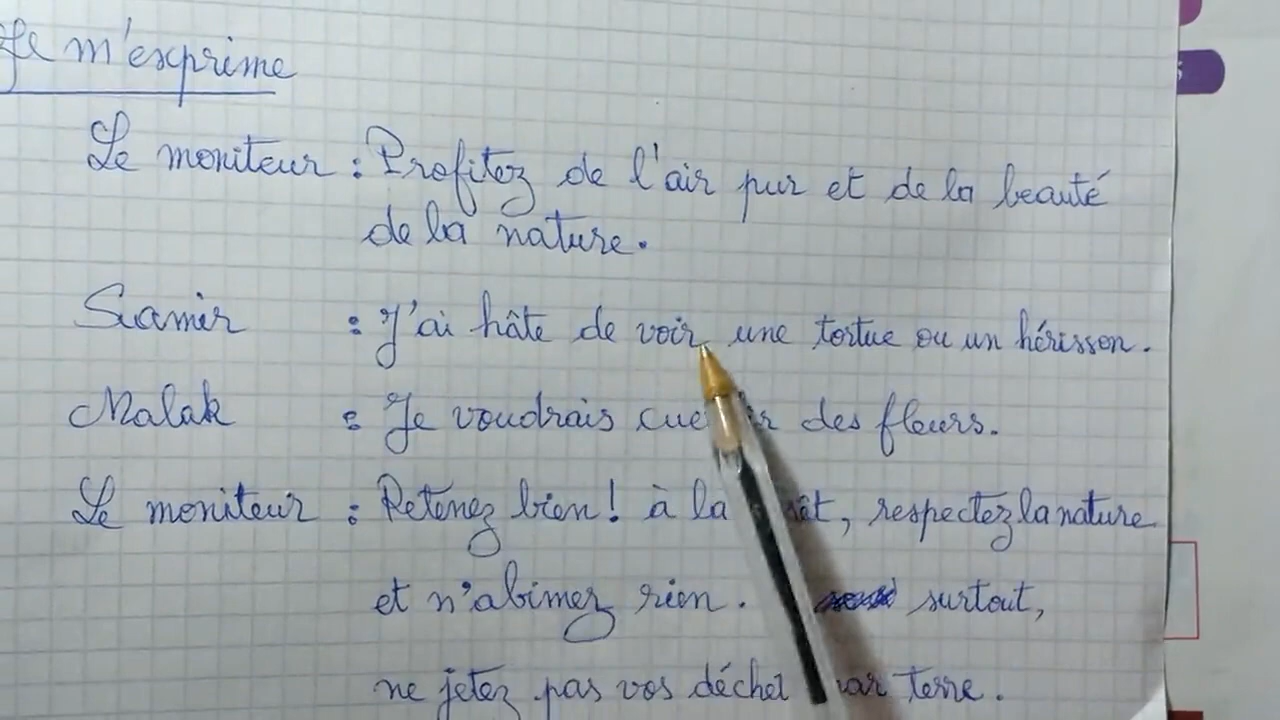 Je m'exprime
Le moniteur : Profitez de l'air pur et de la beauté
de la nature.
Samir : J'ai hâte de voir une tortue ou un hérisson.
Malak : Je voudrais des fleurs.
Le moniteur : Retenez bien ! à la respectez la nature
et n'abîmez rien. surtout,
ne jetez pas vos terre.